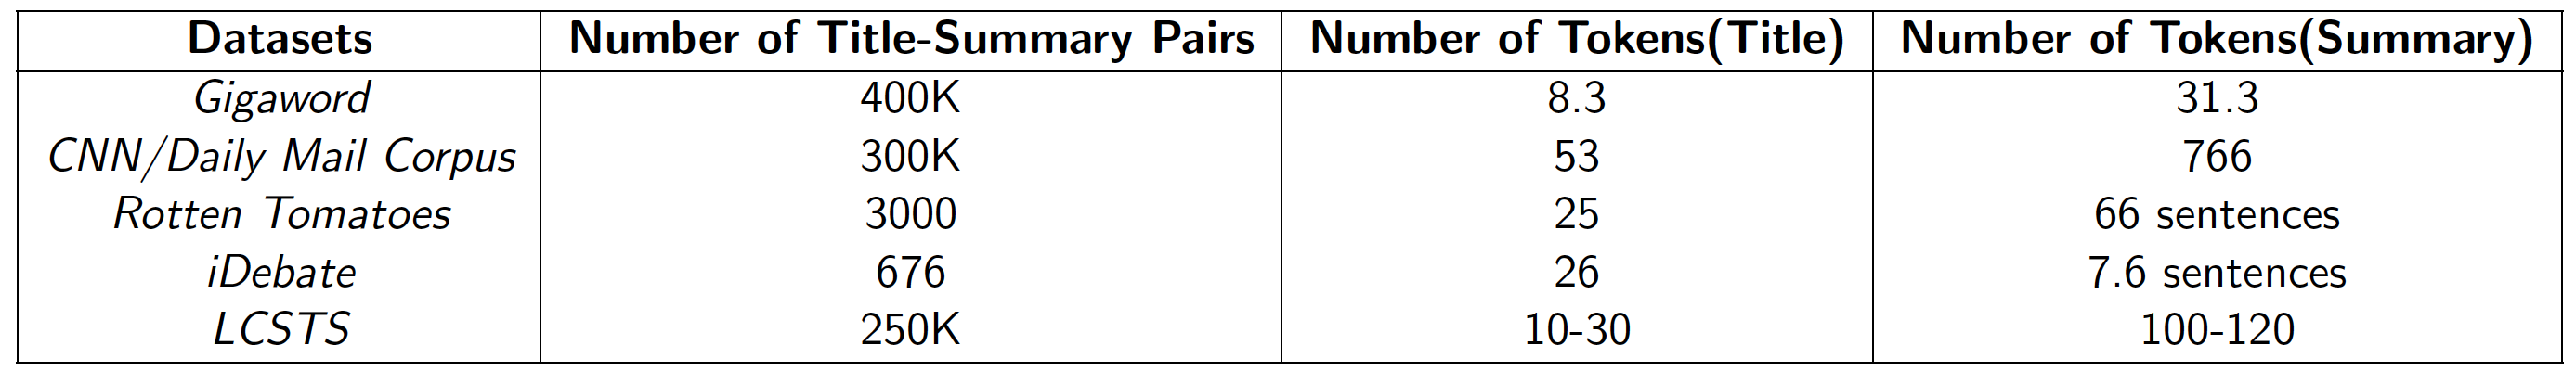 Datasets Number of Title-Summary Pairs Number of Tokens(Title) Number of Tokens(Summary)
Gigaword 400K 8.3 31.3
CNN/Daily Mail Corpus 300K 53 766
Rotten Tomatoes 3000 25 66 sentences
iDebate 676 26 7.6 sentences
LCSTS 250K 10-30 100-120